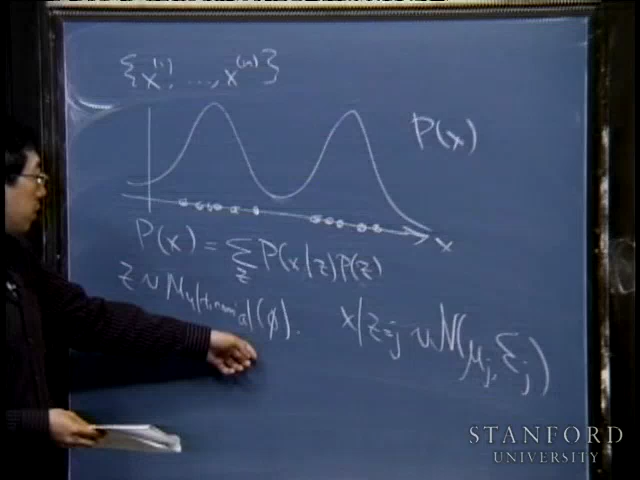 {x^{(1)}, ..., x^{(m)}}
P(x)
x
P(x) = ∑_z P(x|z)P(z)
z ~ Multinomial(φ).
x|z=j ~ N(μ_j, Σ_j)
STANFORD
UNIVERSITY